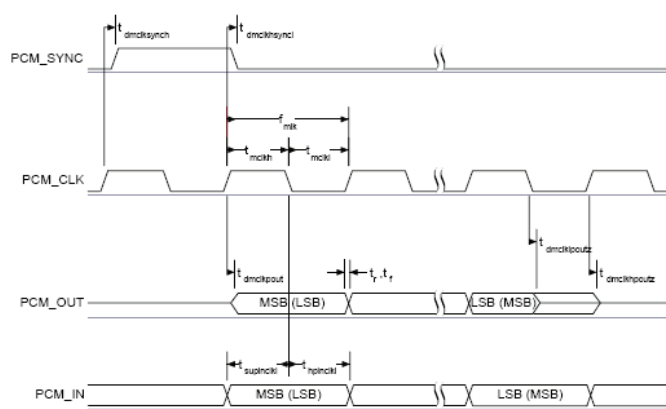 t dmclksynch
t dmclkhsyncl
PCM_SYNC
f mlk
t mclkh
t mclkl
PCM_CLK
t dmclkpout
t r , t f
t dmclklpoutz
t dmclkhpoutz
PCM_OUT
MSB (LSB)
LSB (MSB)
t supinclkl
t hpinclkl
PCM_IN
MSB (LSB)
LSB (MSB)